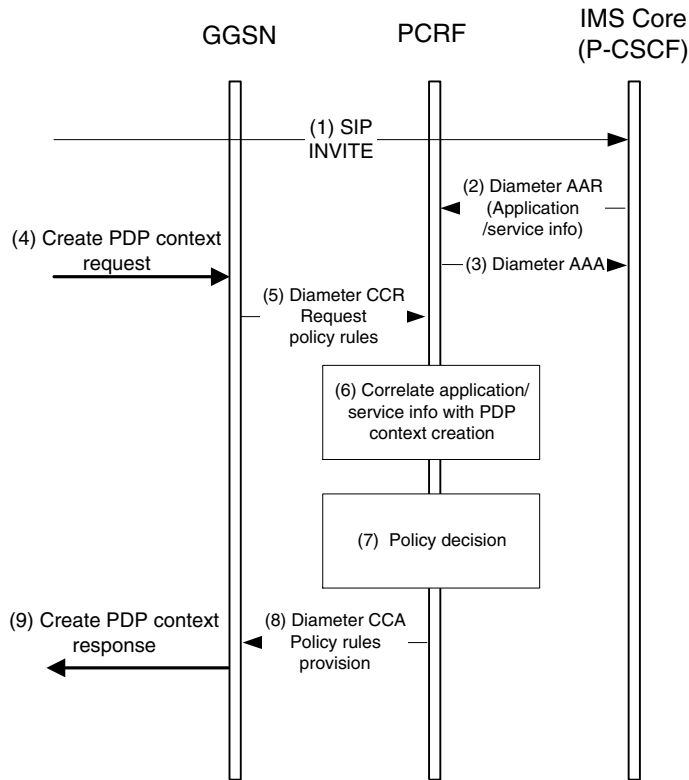 GGSN
PCRF
IMS Core
(P-CSCF)
(1) SIP
INVITE
(2) Diameter AAR
(Application
/service info)
(3) Diameter AAA
(4) Create PDP context
request
(5) Diameter CCR
Request
policy rules
(6) Correlate application/
service info with PDP
context creation
(7) Policy decision
(8) Diameter CCA
Policy rules
provision
(9) Create PDP context
response